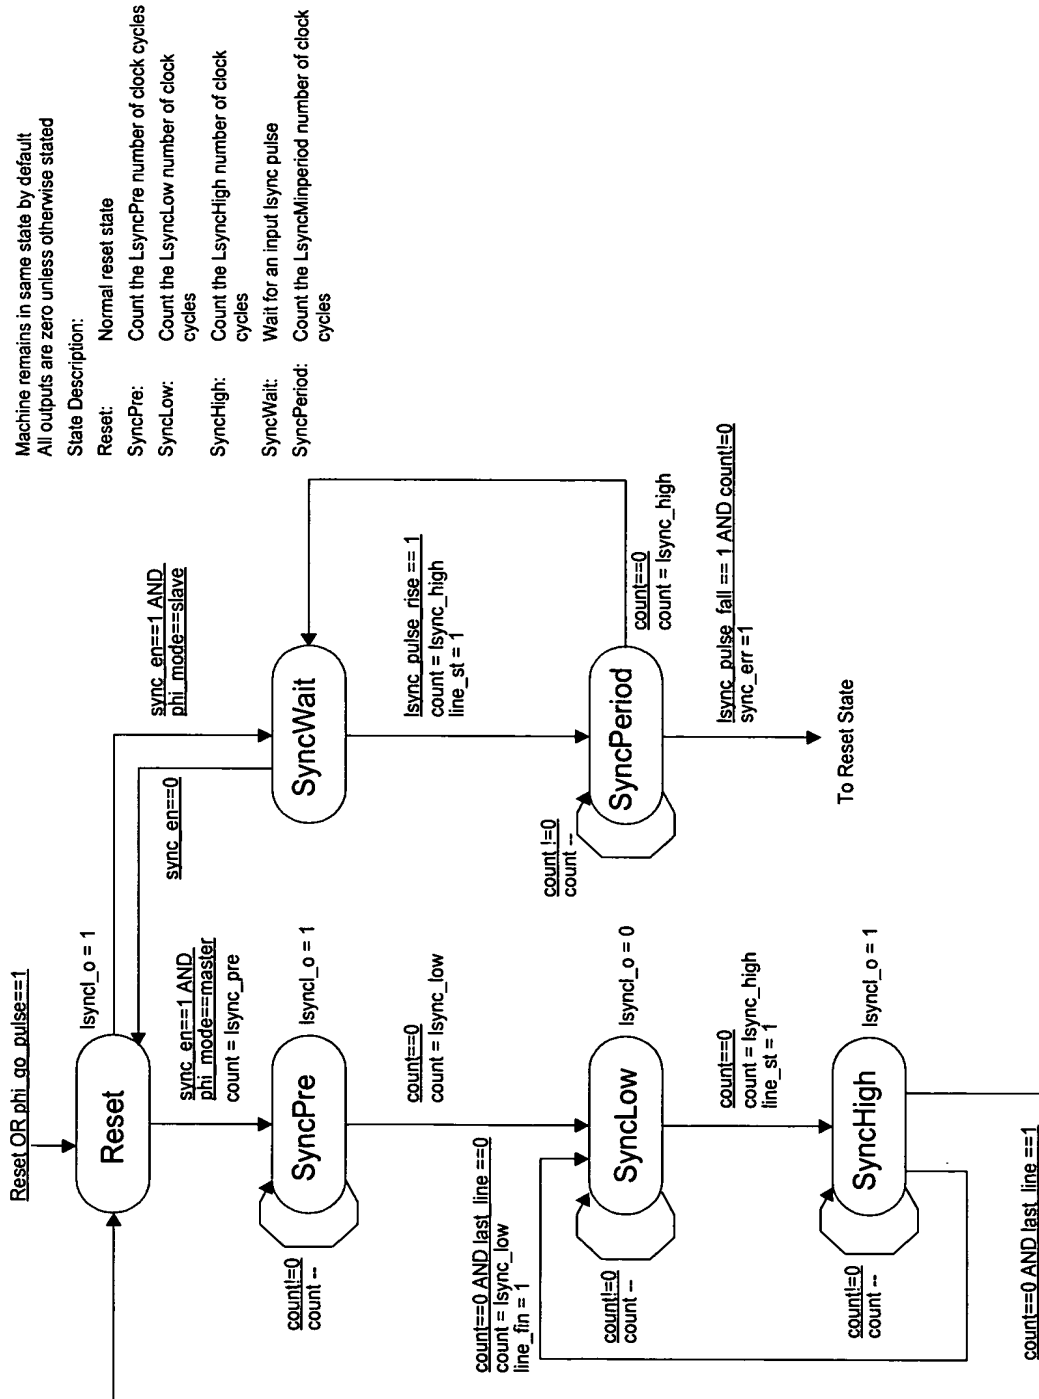 Machine remains in same state by default
All outputs are zero unless otherwise stated
State Description:
Reset: Normal reset state
SyncPre: Count the LsyncPre number of clock cycles
SyncLow: Count the LsyncLow number of clock
cycles
SyncHigh: Count the LsyncHigh number of clock
cycles
SyncWait: Wait for an input lsync pulse
SyncPeriod: Count the LsyncMinperiod number of clock
cycles
Reset OR phi_go_pulse==1
Reset
lsyncl_o = 1
sync_en==1 AND
phi_mode==slave
sync_en==0
SyncWait
sync_en==1 AND
phi_mode==master
count = lsync_pre
SyncPre
lsyncl_o = 1
count!=0
count --
lsync_pulse_rise == 1
count = lsync_high
line_st = 1
count==0
count = lsync_low
SyncPeriod
count !=0
count --
count==0
count = lsync_high
lsync_pulse_fall == 1 AND count!=0
sync_err =1
To Reset State
count==0 AND last_line ==0
count = lsync_low
line_fin = 1
SyncLow
lsyncl_o = 0
count!=0
count --
count==0
count = lsync_high
line_st = 1
SyncHigh
lsyncl_o = 1
count!=0
count --
count==0 AND last_line ==1